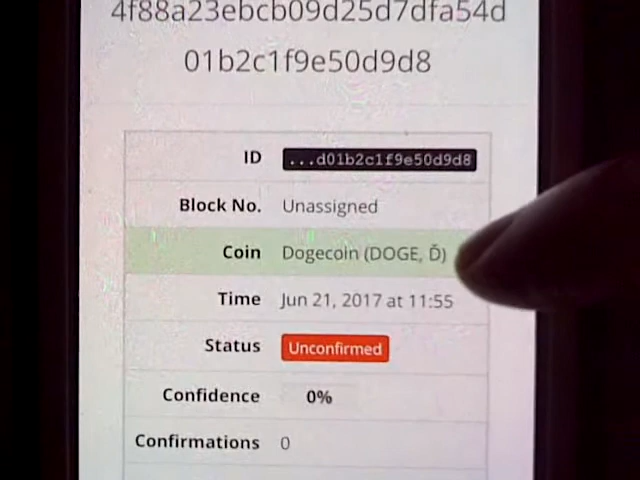 4f88a23ebcb09d25d7dfa54d
01b2c1f9e50d9d8
ID ...d01b2c1f9e50d9d8
Block No. Unassigned
Coin Dogecoin (DOGE, Ð)
Time Jun 21, 2017 at 11:55
Status Unconfirmed
Confidence 0%
Confirmations 0